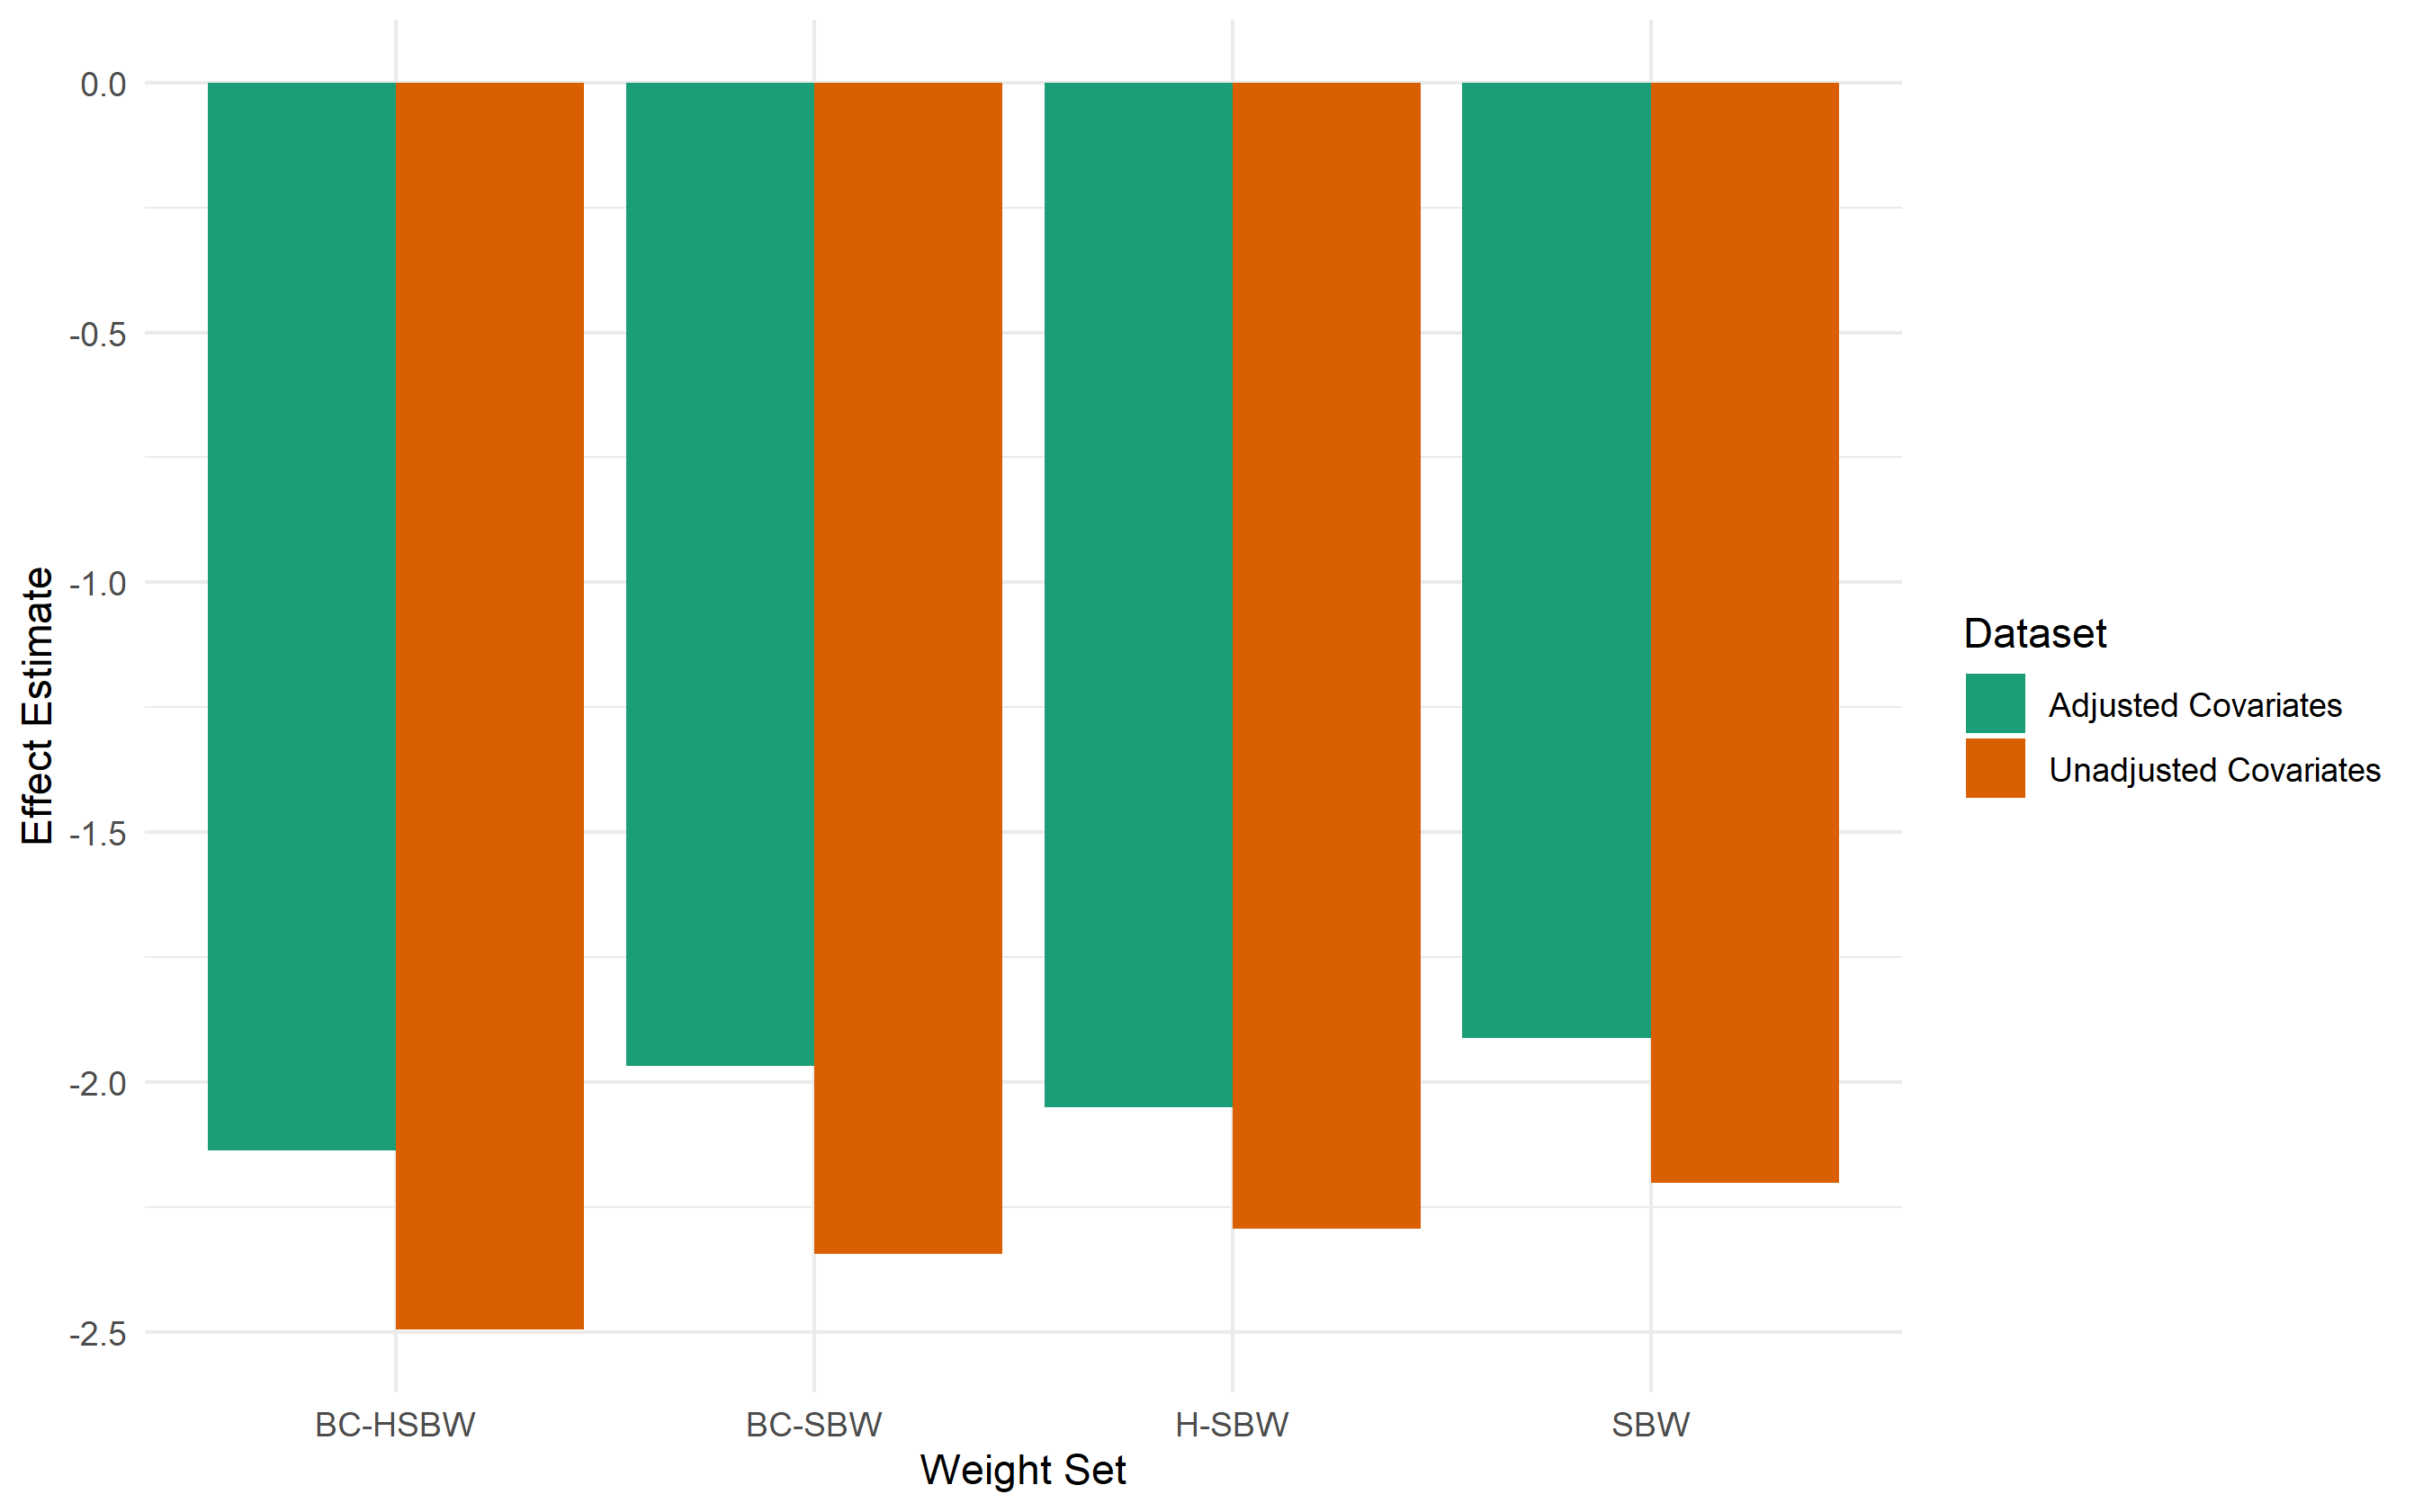 0.0
-0.5
-1.0
-1.5
-2.0
-2.5
Effect Estimate
BC-HSBW
BC-SBW
H-SBW
SBW
Weight Set
Dataset
Adjusted Covariates
Unadjusted Covariates